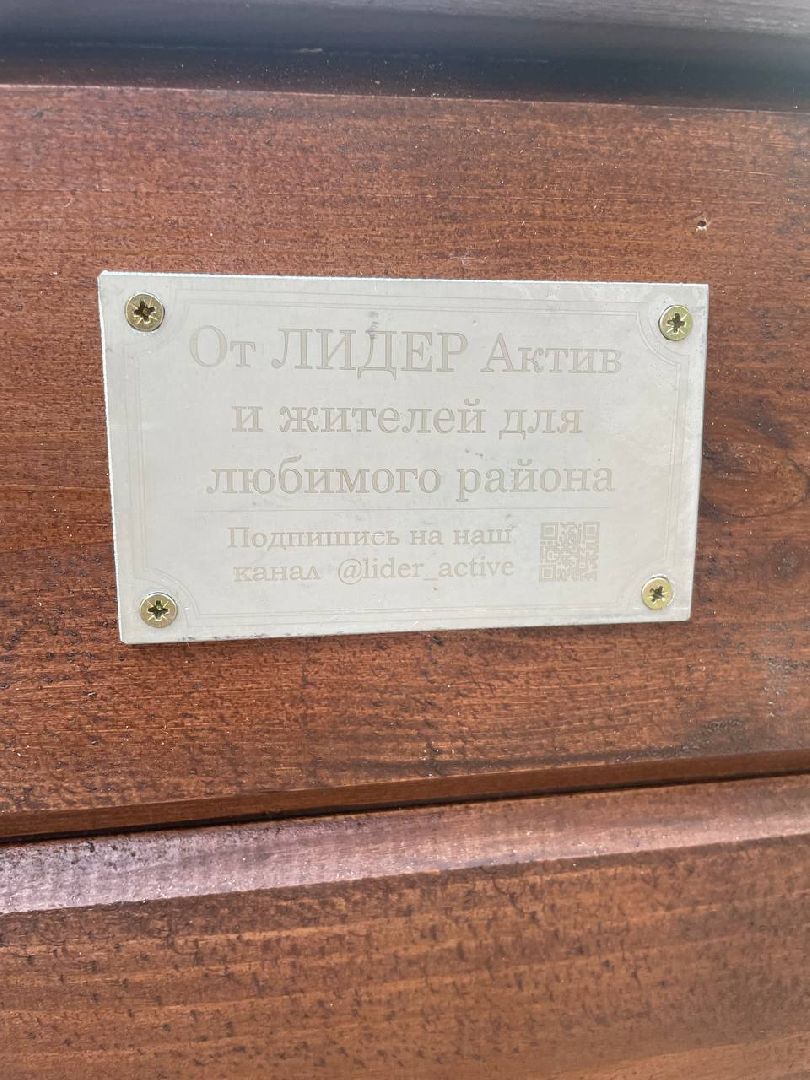 От ЛИДЕР Актив
и жителей для
любимого района
Подпишись на наш
канал @lider_active